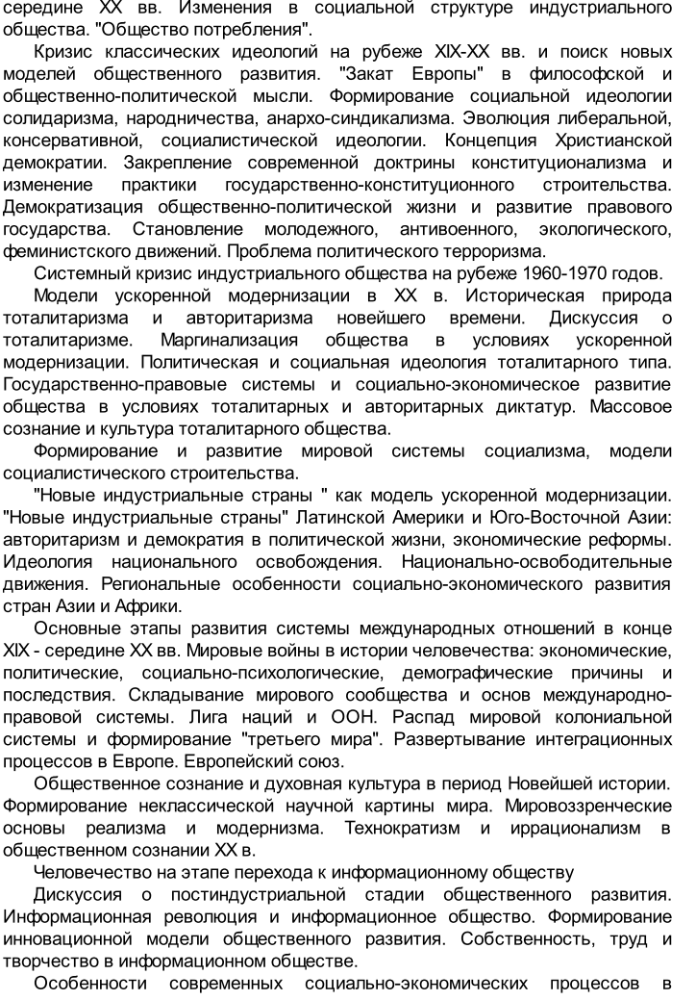 середине XX вв. Изменения в социальной структуре индустриального
общества. "Общество потребления".
Кризис классических идеологий на рубеже XIX-XX вв. и поиск новых
моделей общественного развития. "Закат Европы" в философской и
общественно-политической мысли. Формирование социальной идеологии
солидаризма, народничества, анархо-синдикализма. Эволюция либеральной,
консервативной, социалистической идеологии. Концепция Христианской
демократии. Закрепление современной доктрины конституционализма и
изменение практики государственно-конституционного строительства.
Демократизация общественно-политической жизни и развитие правового
государства. Становление молодежного, антивоенного, экологического,
феминистского движений. Проблема политического терроризма.
Системный кризис индустриального общества на рубеже 1960-1970 годов.
Модели ускоренной модернизации в XX в. Историческая природа
тоталитаризма и авторитаризма новейшего времени. Дискуссия о
тоталитаризме. Маргинализация общества в условиях ускоренной
модернизации. Политическая и социальная идеология тоталитарного типа.
Государственно-правовые системы и социально-экономическое развитие
общества в условиях тоталитарных и авторитарных диктатур. Массовое
сознание и культура тоталитарного общества.
Формирование и развитие мировой системы социализма, модели
социалистического строительства.
"Новые индустриальные страны " как модель ускоренной модернизации.
"Новые индустриальные страны" Латинской Америки и Юго-Восточной Азии:
авторитаризм и демократия в политической жизни, экономические реформы.
Идеология национального освобождения. Национально-освободительные
движения. Региональные особенности социально-экономического развития
стран Азии и Африки.
Основные этапы развития системы международных отношений в конце
XIX - середине XX вв. Мировые войны в истории человечества: экономические,
политические, социально-психологические, демографические причины и
последствия. Складывание мирового сообщества и основ международно-
правовой системы. Лига наций и ООН. Распад мировой колониальной
системы и формирование "третьего мира". Развертывание интеграционных
процессов в Европе. Европейский союз.
Общественное сознание и духовная культура в период Новейшей истории.
Формирование неклассической научной картины мира. Мировоззренческие
основы реализма и модернизма. Технократизм и иррационализм в
общественном сознании XX в.
Человечество на этапе перехода к информационному обществу
Дискуссия о постиндустриальной стадии общественного развития.
Информационная революция и информационное общество. Формирование
инновационной модели общественного развития. Собственность, труд и
творчество в информационном обществе.
Особенности современных социально-экономических процессов в